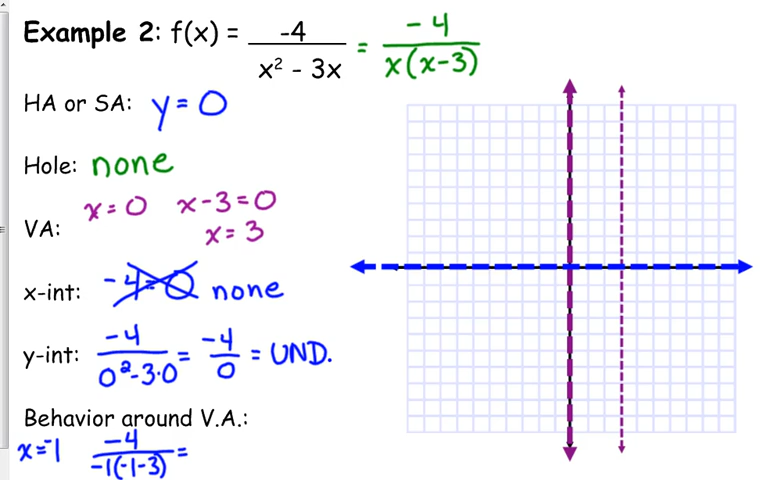 Example 2: f(x) = -4 / (x² - 3x) = -4 / (x(x-3))
HA or SA: y = 0
Hole: none
x = 0 x-3 = 0
VA: x = 3
x-int: -4 = 0 none
y-int: -4 / (0² - 3·0) = -4 / 0 = UND.
Behavior around V.A.:
x = -1 -4 / (-1(-1-3)) =